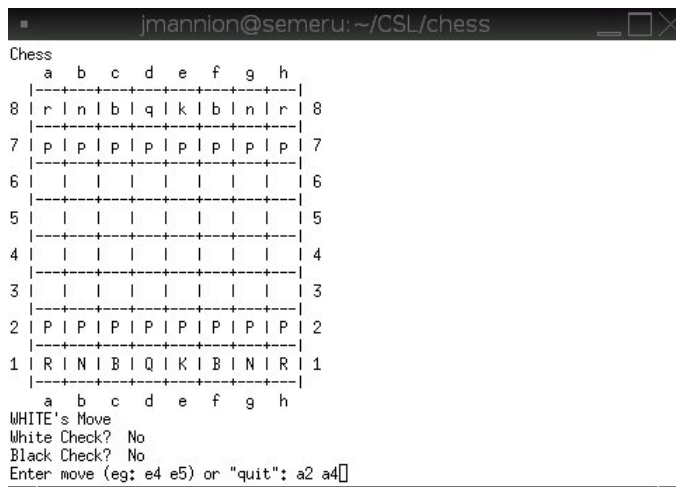 jmannion@semeru:~/CSL/chess
Chess
    a   b   c   d   e   f   g   h
  |---+---+---+---+---+---+---+---|
8 | r | n | b | q | k | b | n | r | 8
  |---+---+---+---+---+---+---+---|
7 | p | p | p | p | p | p | p | p | 7
  |---+---+---+---+---+---+---+---|
6 |   |   |   |   |   |   |   |   | 6
  |---+---+---+---+---+---+---+---|
5 |   |   |   |   |   |   |   |   | 5
  |---+---+---+---+---+---+---+---|
4 |   |   |   |   |   |   |   |   | 4
  |---+---+---+---+---+---+---+---|
3 |   |   |   |   |   |   |   |   | 3
  |---+---+---+---+---+---+---+---|
2 | P | P | P | P | P | P | P | P | 2
  |---+---+---+---+---+---+---+---|
1 | R | N | B | Q | K | B | N | R | 1
  |---+---+---+---+---+---+---+---|
    a   b   c   d   e   f   g   h
WHITE's Move
White Check?  No
Black Check?  No
Enter move (eg: e4 e5) or "quit": a2 a4